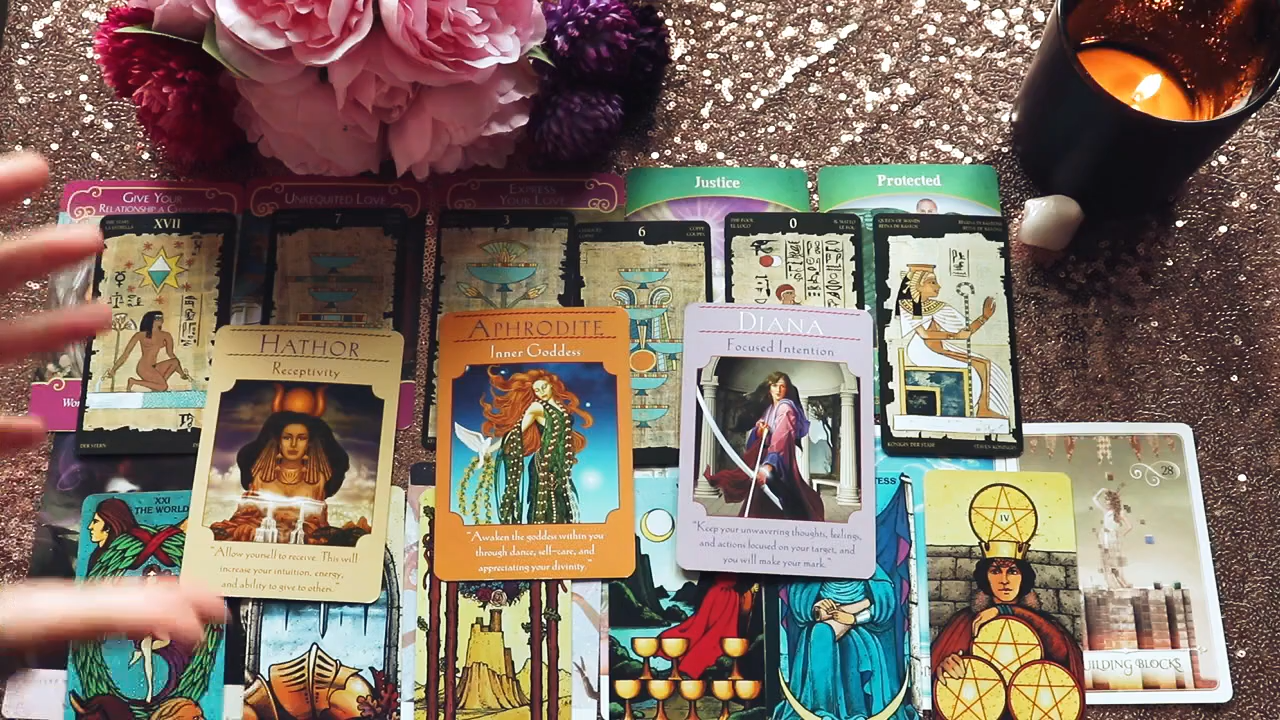 GIVE YOUR
RELATIONSHIP A
UNREQUITED LOVE
EXPRESS
YOUR LOVE
Justice
Protected
XVII
7
3
6
0
HATHOR
Receptivity
"Allow yourself to receive. This will
increase your intuition, energy,
and ability to give to others."
APHRODITE
Inner Goddess
"Awaken the goddess within you
through dance, self-care, and
appreciating your divinity."
DIANA
Focused Intention
"Keep your unwavering thoughts, feelings,
and actions focused on your target, and
you will make your mark."
DER STERN
XXI
THE WORLD
IV
28